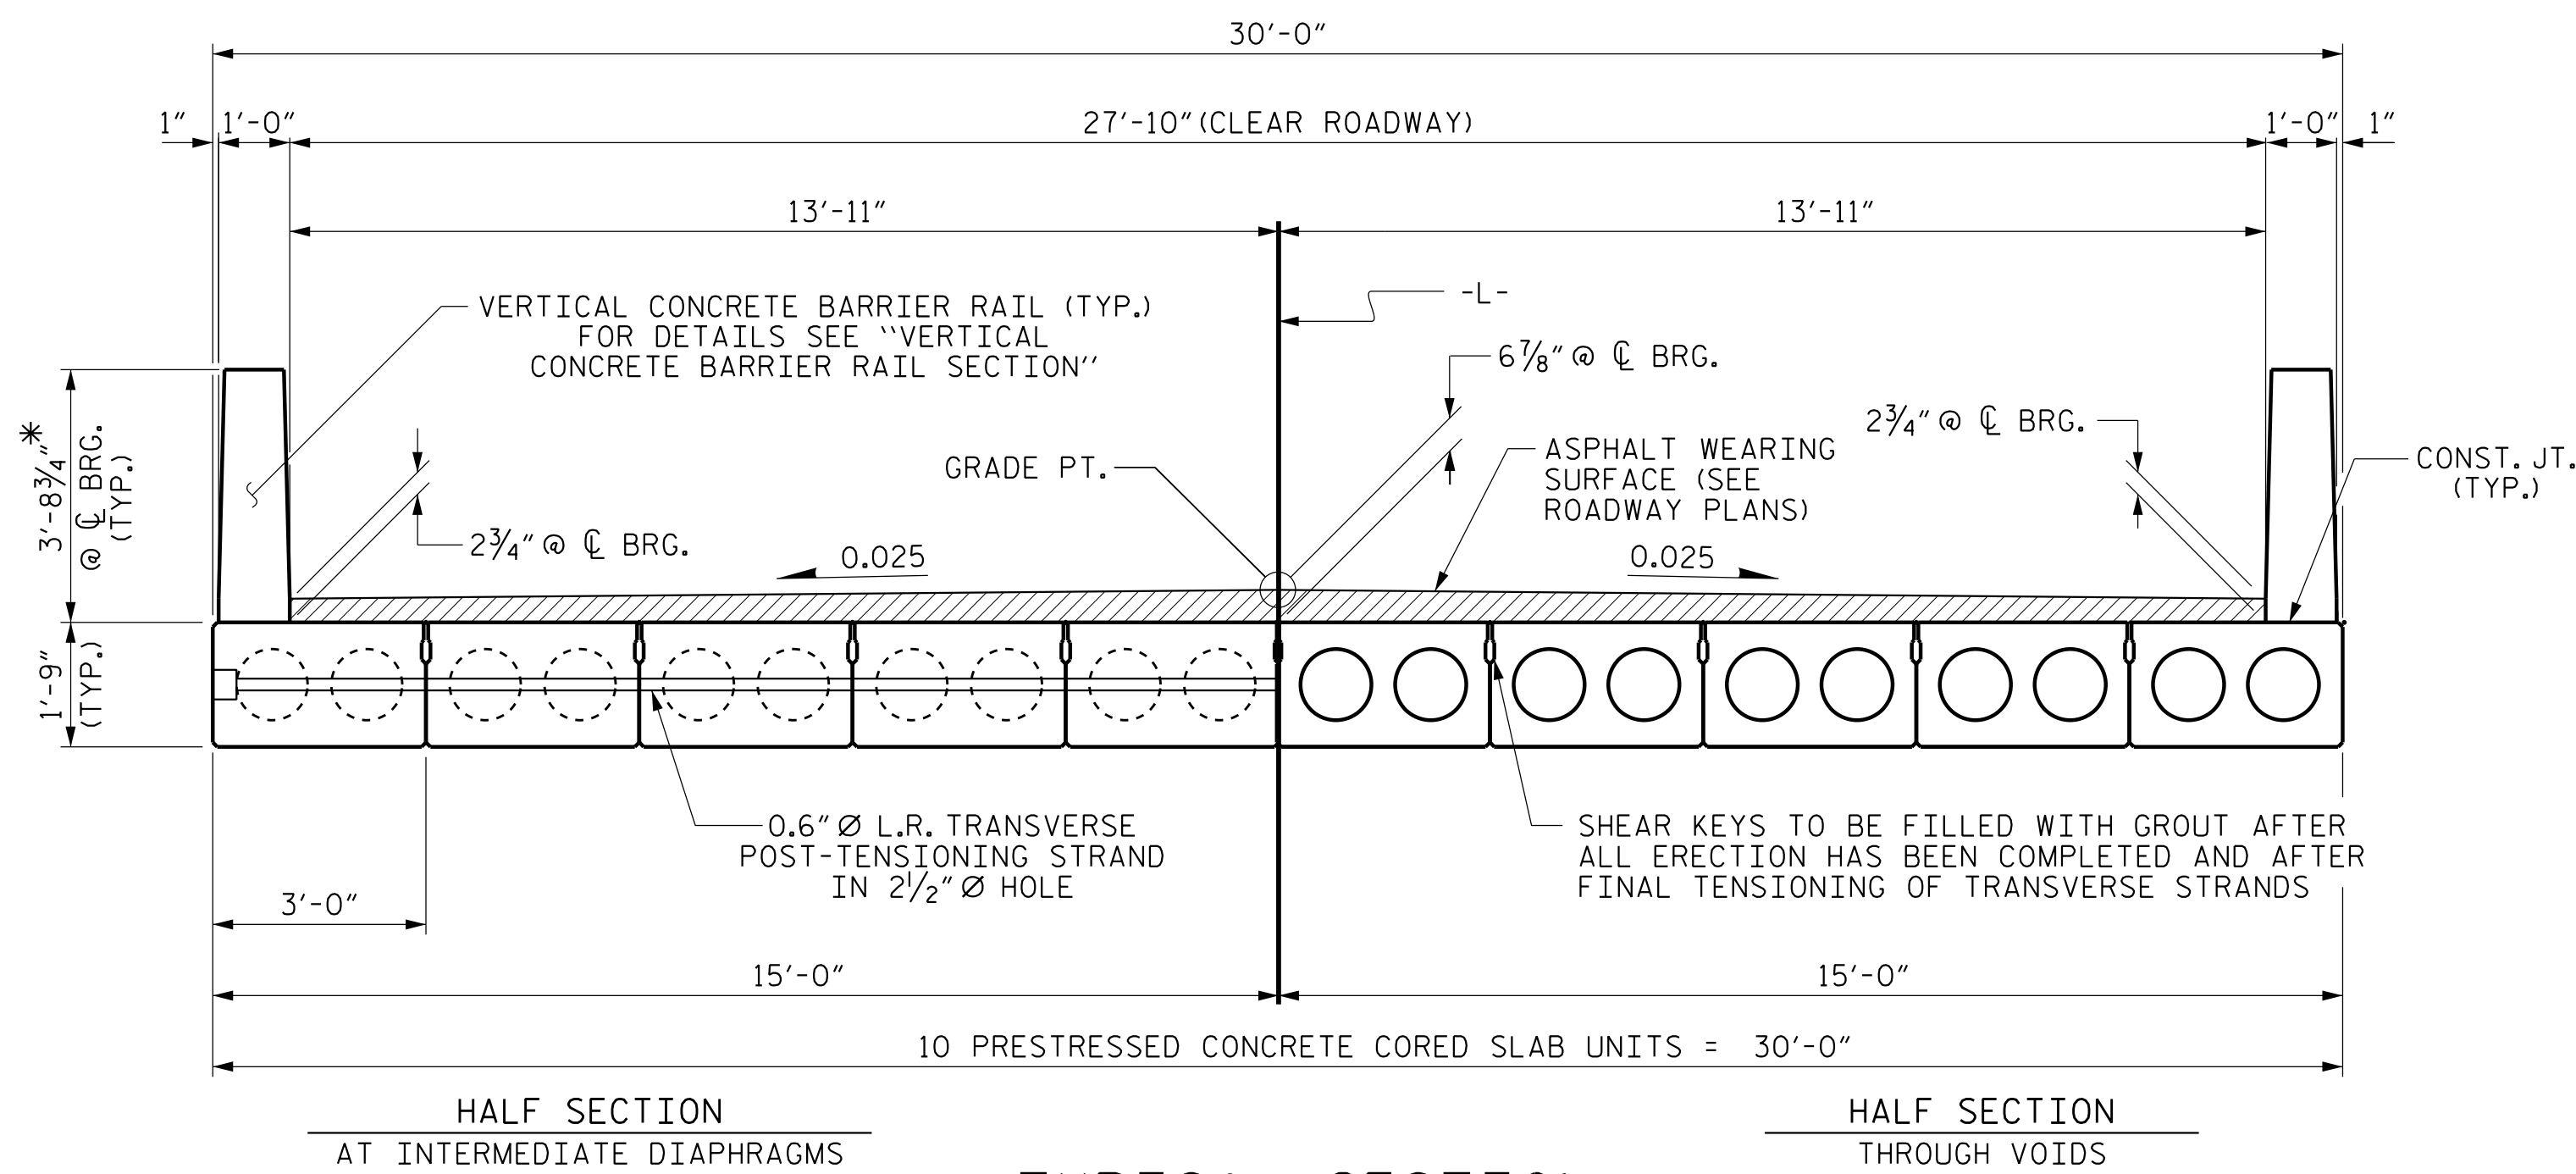 30'-0"
1"
1'-0"
27'-10"(CLEAR ROADWAY)
1'-0"
1"
13'-11"
13'-11"
VERTICAL CONCRETE BARRIER RAIL (TYP.)
FOR DETAILS SEE "VERTICAL
CONCRETE BARRIER RAIL SECTION"
-L-
6⅞" @ ℄ BRG.
2¾" @ ℄ BRG.
3'-8¾"*
@ ℄ BRG.
(TYP.)
GRADE PT.
ASPHALT WEARING
SURFACE (SEE
ROADWAY PLANS)
CONST. JT.
(TYP.)
2¾" @ ℄ BRG.
0.025
0.025
1'-9"
(TYP.)
0.6" Ø L.R. TRANSVERSE
POST-TENSIONING STRAND
IN 2½" Ø HOLE
SHEAR KEYS TO BE FILLED WITH GROUT AFTER
ALL ERECTION HAS BEEN COMPLETED AND AFTER
FINAL TENSIONING OF TRANSVERSE STRANDS
3'-0"
15'-0"
15'-0"
10 PRESTRESSED CONCRETE CORED SLAB UNITS = 30'-0"
HALF SECTION
AT INTERMEDIATE DIAPHRAGMS
HALF SECTION
THROUGH VOIDS